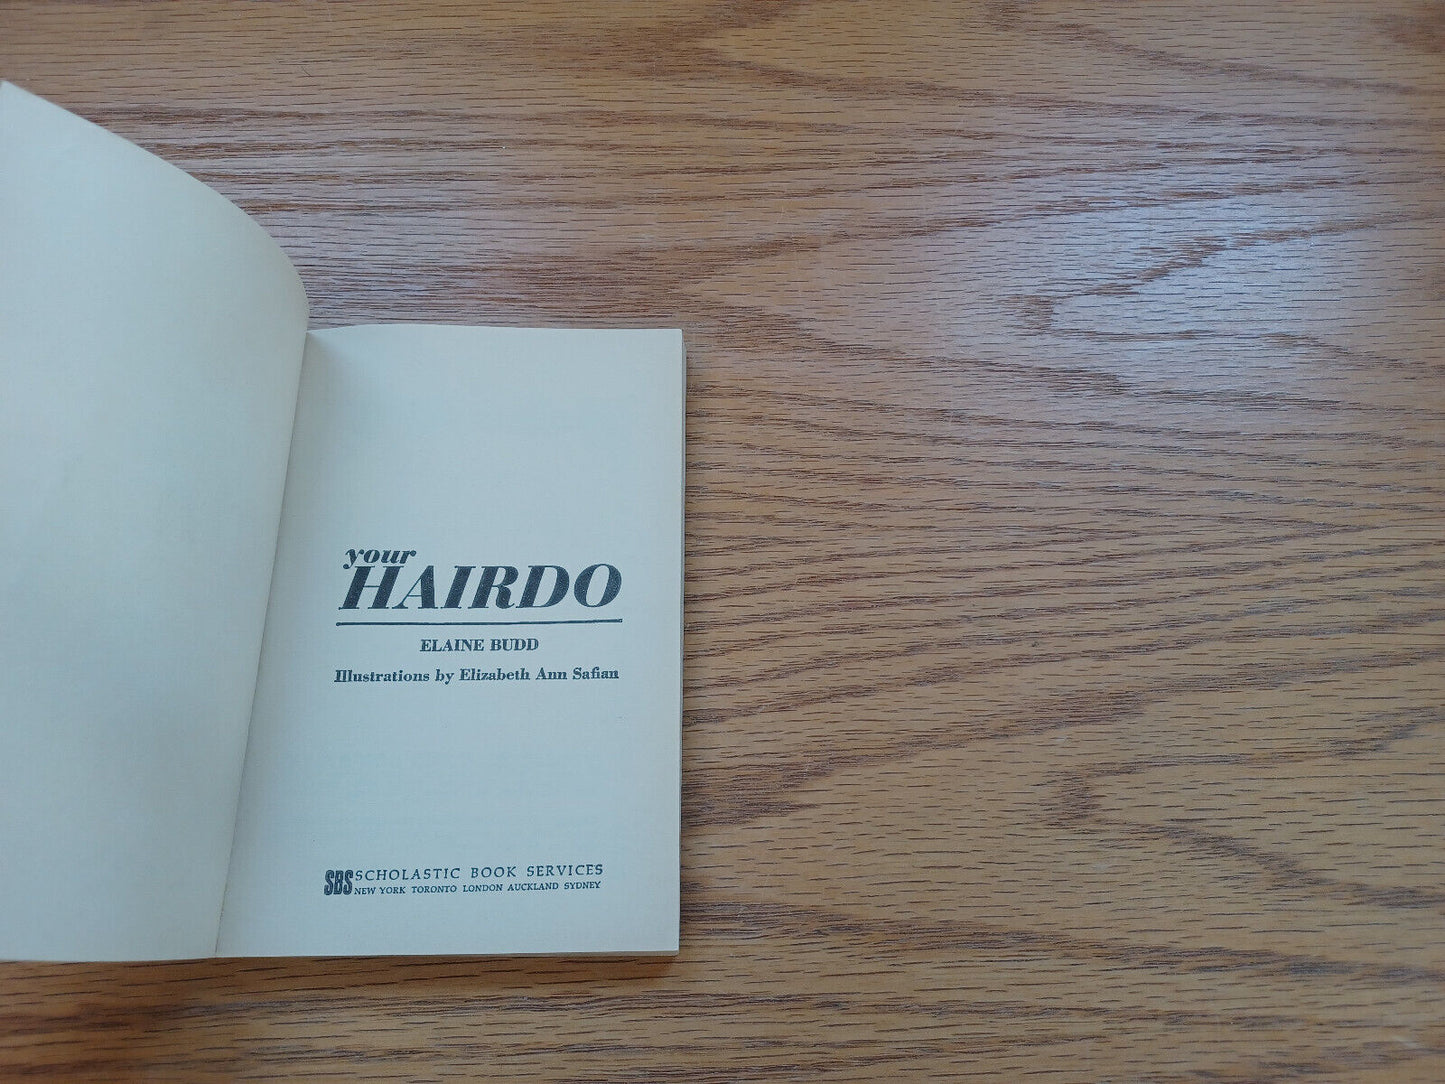 your
HAIRDO
ELAINE BUDD
Illustrations by Elizabeth Ann Safian
SBS SCHOLASTIC BOOK SERVICES
NEW YORK TORONTO LONDON AUCKLAND SYDNEY